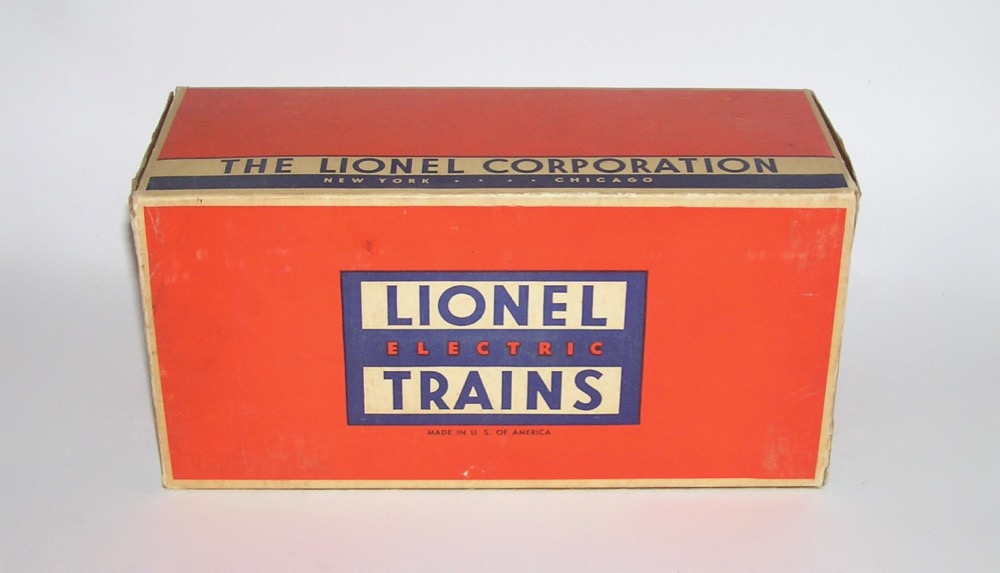 THE LIONEL CORPORATION
NEW YORK · · · · CHICAGO
LIONEL
ELECTRIC
TRAINS
MADE IN U. S. OF AMERICA